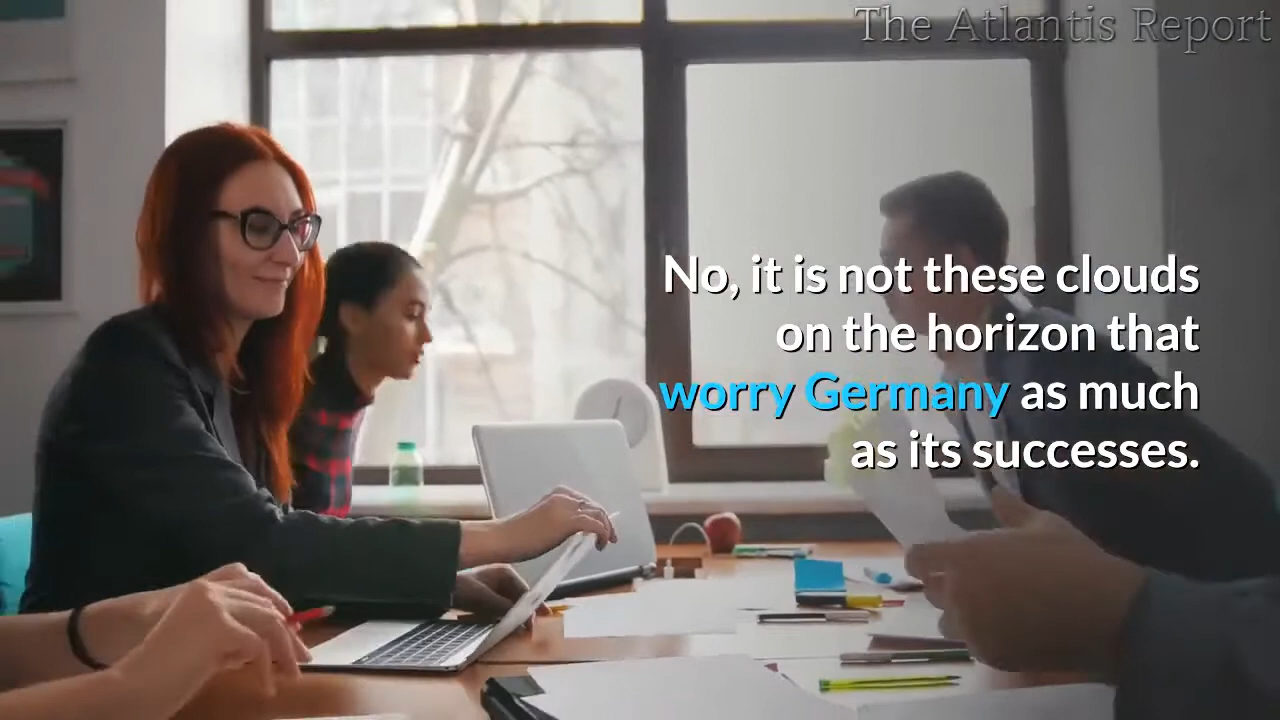 The Atlantis Report
No, it is not these clouds
on the horizon that
worry Germany as much
as its successes.